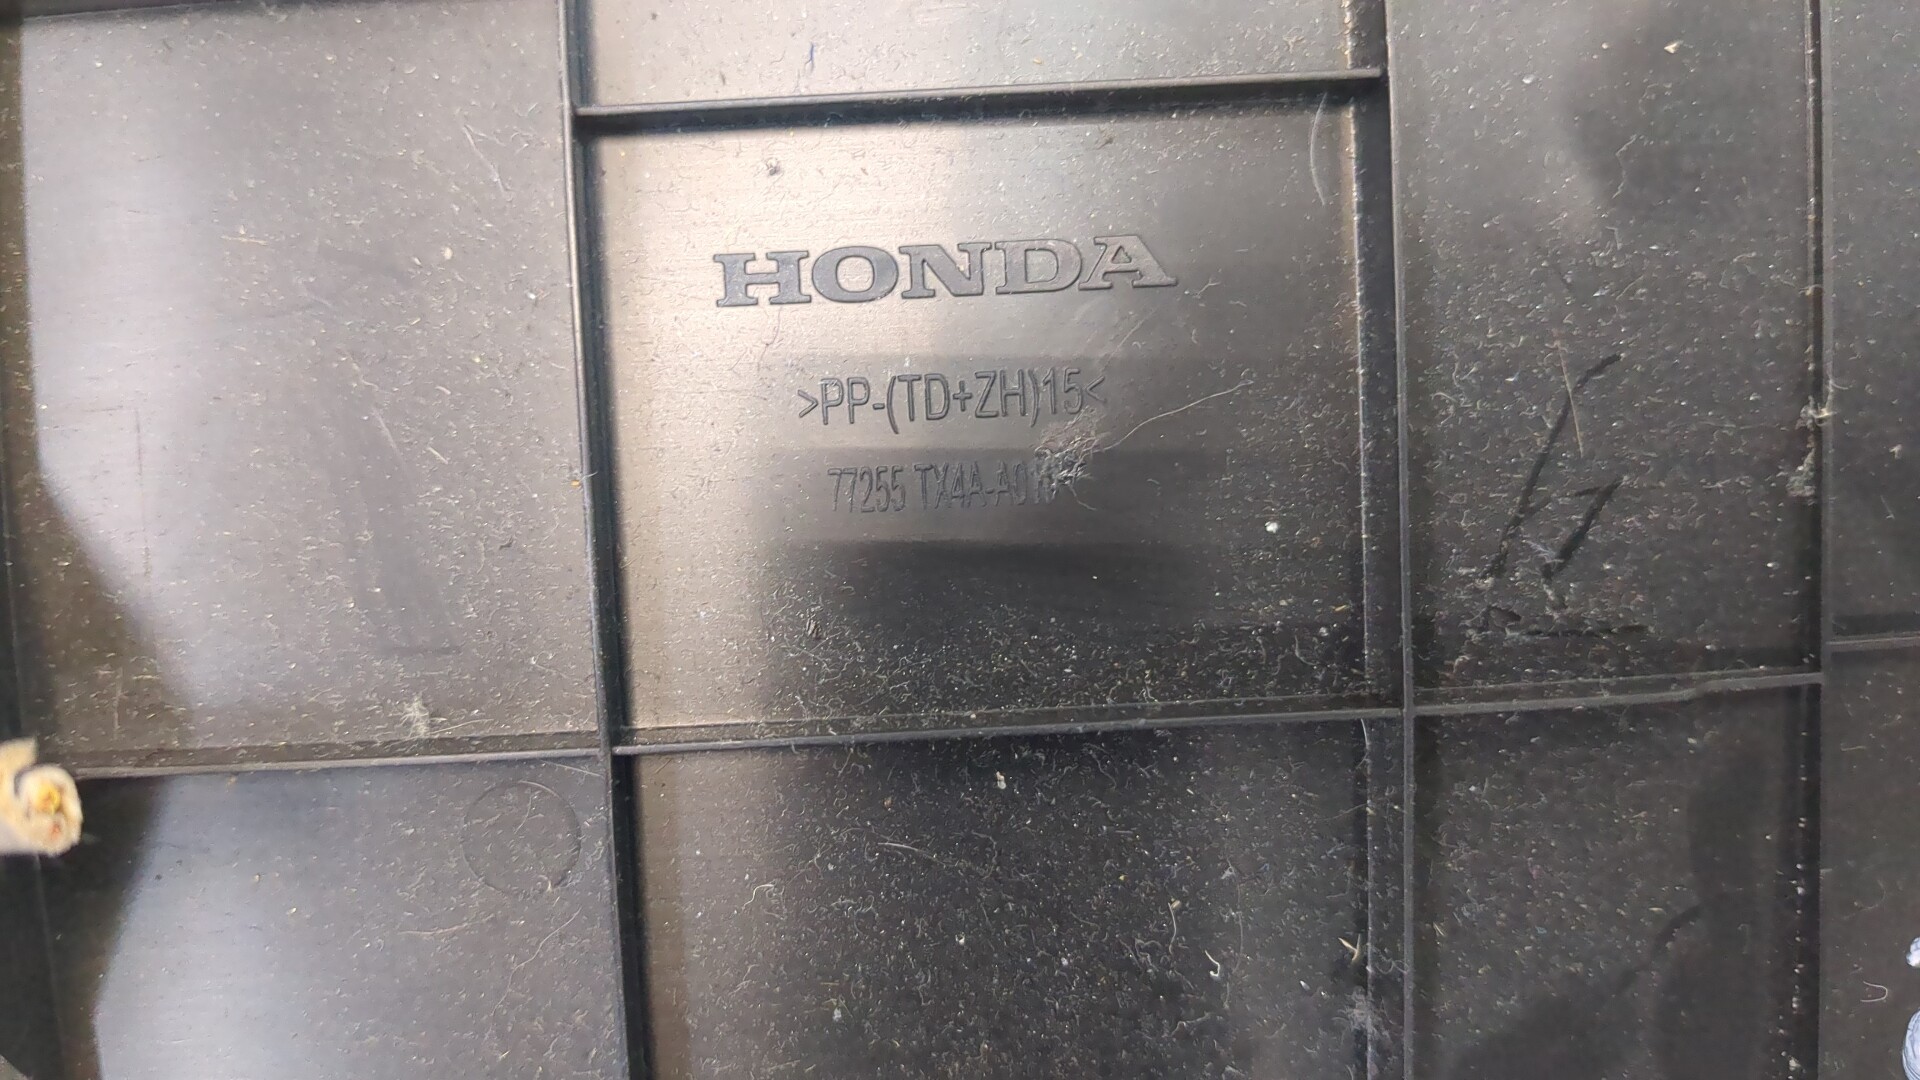 HONDA
>PP-(TD+ZH)15<
77255 TX4A-A01